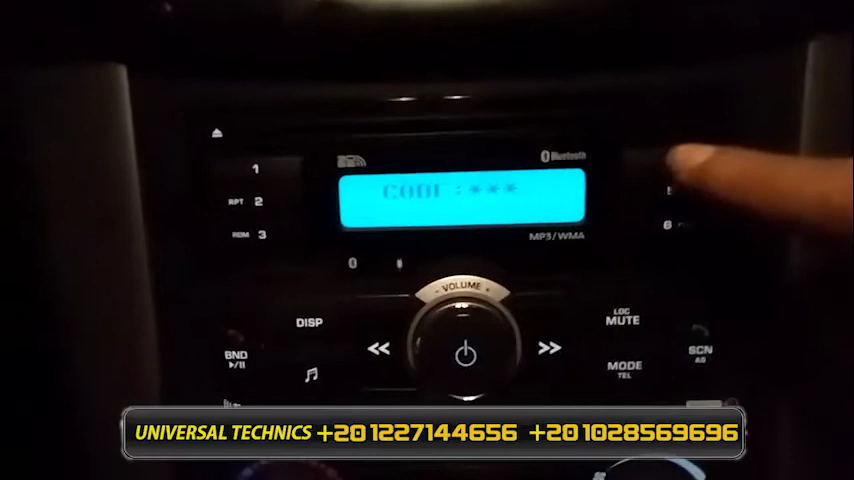 1
Bluetooth
CODE:***
RPT 2
6
RDM 3
MP3/WMA
- VOLUME +
DISP
LOC
MUTE
BND
SCN
AS
MODE
TEL
UNIVERSAL TECHNICS +20 1227144656 +20 1028569696